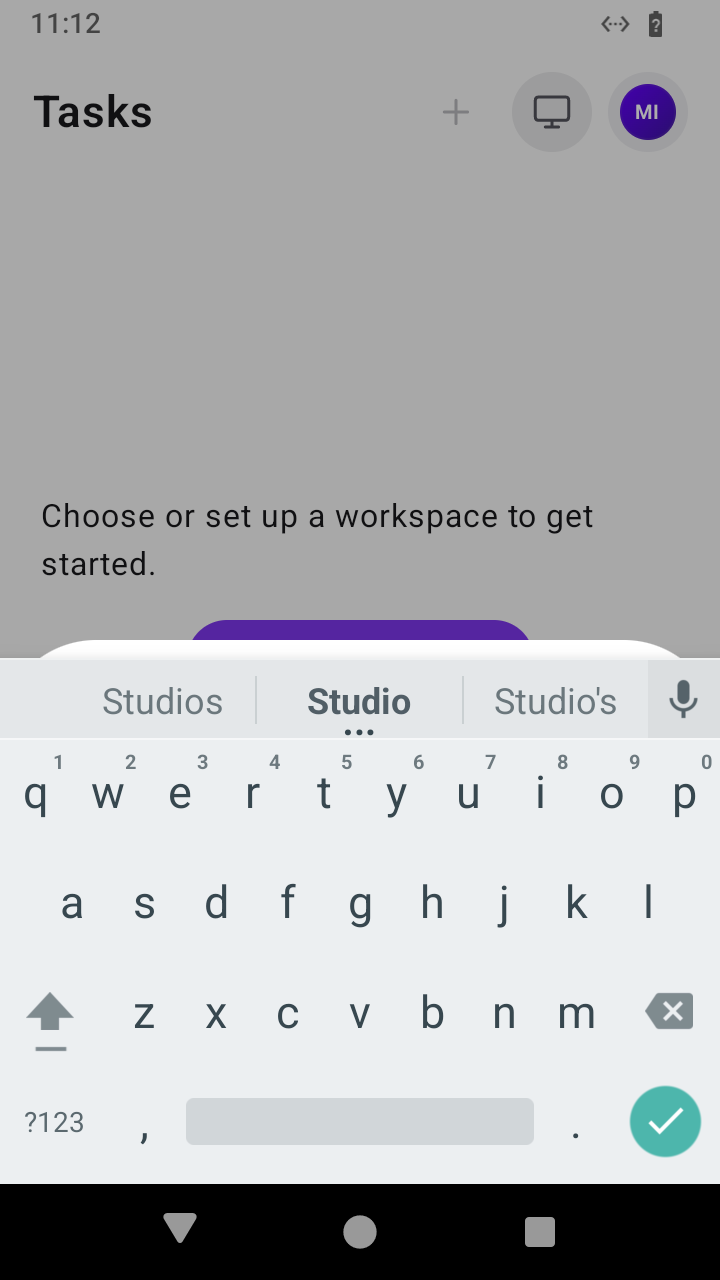 11:12
Tasks
MI
Choose or set up a workspace to get
started.
Studios Studio Studio's
1 2 3 4 5 6 7 8 9 0
q w e r t y u i o p
a s d f g h j k l
z x c v b n m
?123 , .